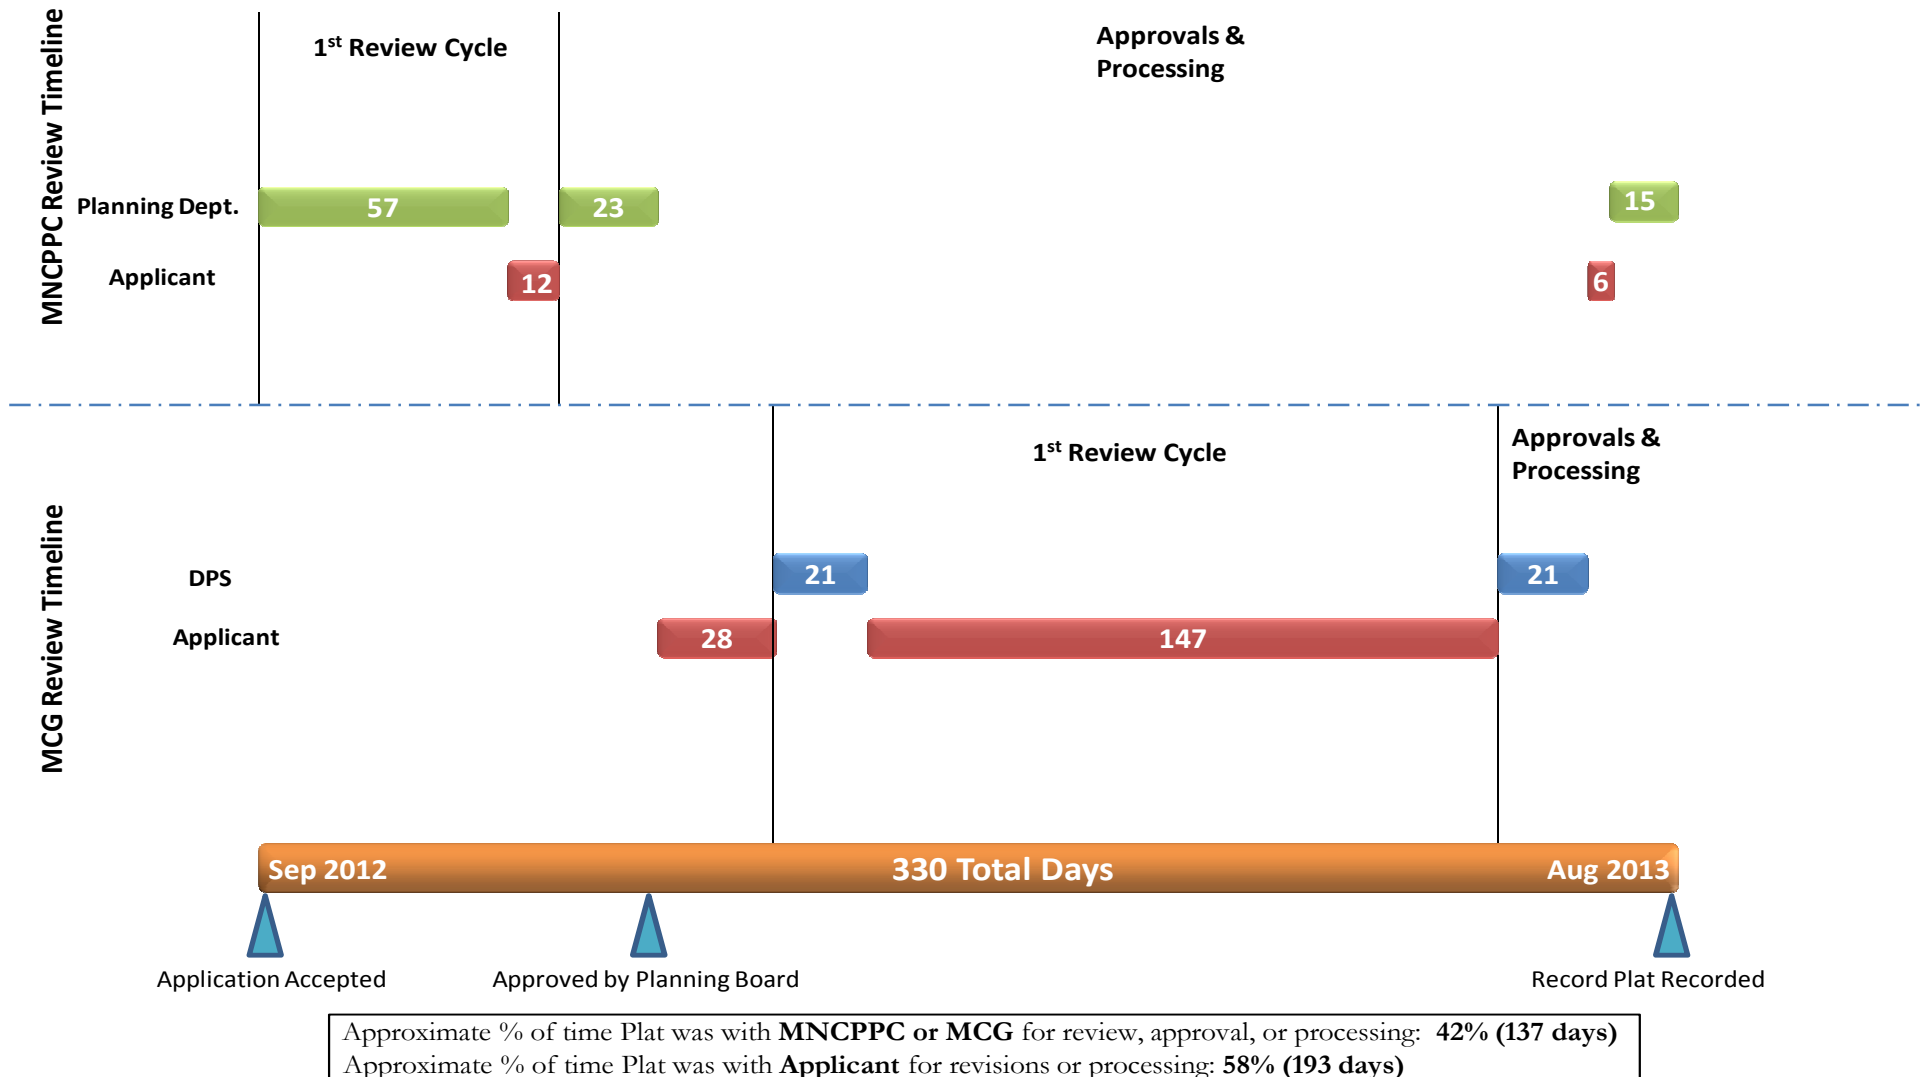 MNCPPC Review Timeline
1st Review Cycle
Approvals &
Processing
Planning Dept.
57
23
15
Applicant
12
6
MCG Review Timeline
1st Review Cycle
Approvals &
Processing
DPS
21
21
Applicant
28
147
Sep 2012
330 Total Days
Aug 2013
Application Accepted
Approved by Planning Board
Record Plat Recorded
Approximate % of time Plat was with MNCPPC or MCG for review, approval, or processing: 42% (137 days)
Approximate % of time Plat was with Applicant for revisions or processing: 58% (193 days)